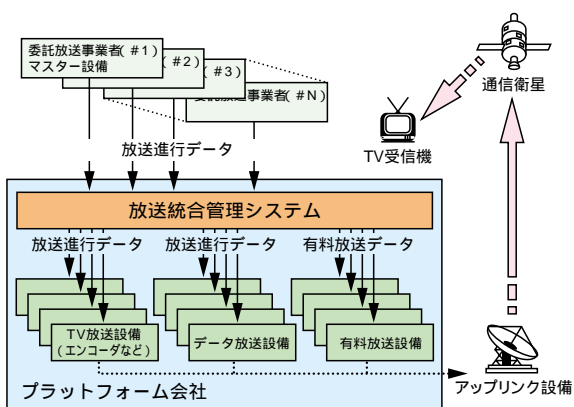 委託放送事業者(#1)
マスター設備
(#2)
(#3)
委託放送事業者(#N)
放送進行データ
通信衛星
TV受信機
放送統合管理システム
放送進行データ
放送進行データ
有料放送データ
TV放送設備
(エンコーダなど)
データ放送設備
有料放送設備
アップリンク設備
プラットフォーム会社